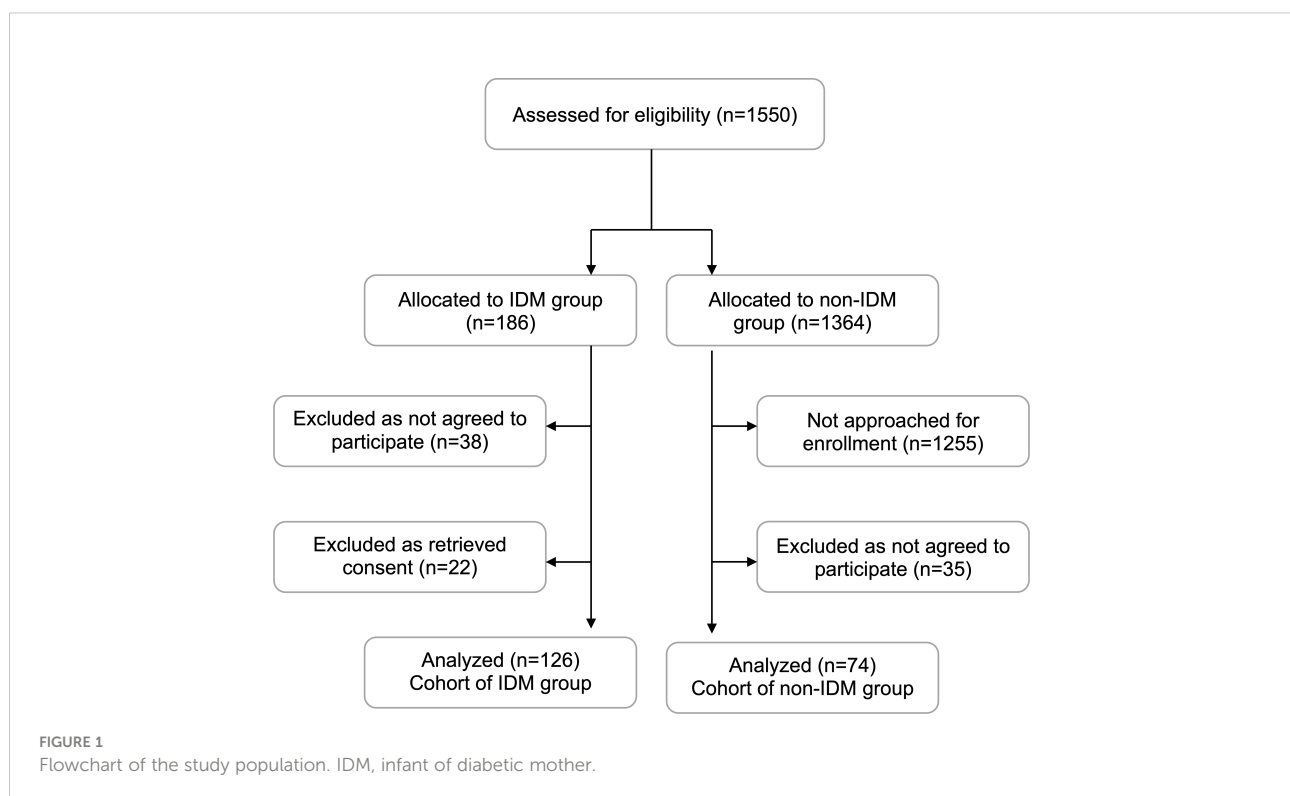 Assessed for eligibility (n=1550)
Allocated to IDM group
(n=186)
Allocated to non-IDM
group (n=1364)
Excluded as not agreed to
participate (n=38)
Not approached for
enrollment (n=1255)
Excluded as retrieved
consent (n=22)
Excluded as not agreed to
participate (n=35)
Analyzed (n=126)
Cohort of IDM group
Analyzed (n=74)
Cohort of non-IDM group
FIGURE 1
Flowchart of the study population. IDM, infant of diabetic mother.